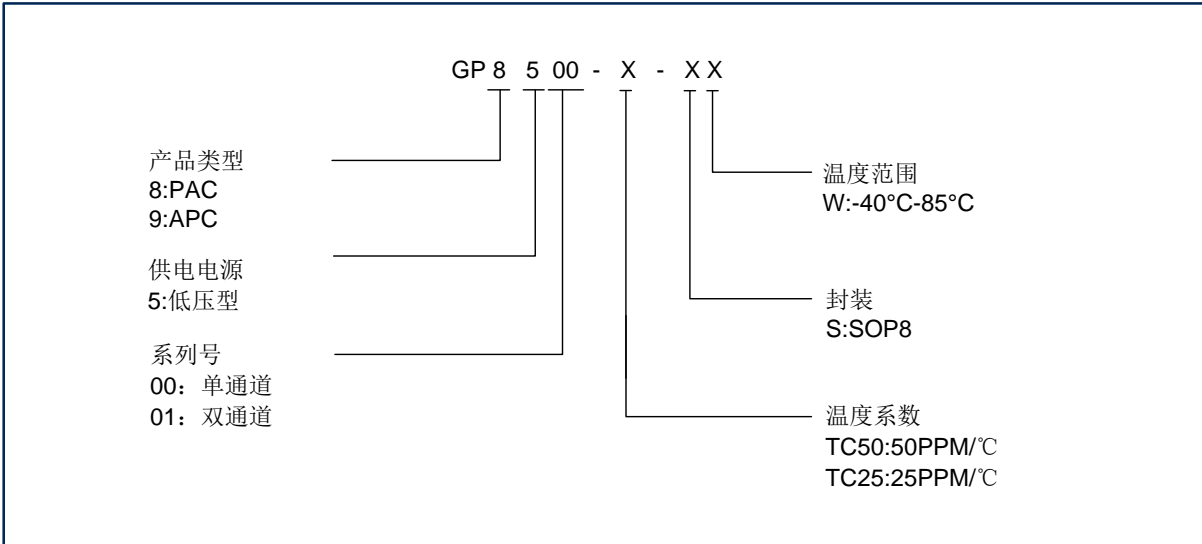 GP 8 5 00 - X - X X
产品类型
8:PAC
9:APC
供电电源
5:低压型
系列号
00：单通道
01：双通道
温度范围
W:-40°C-85°C
封装
S:SOP8
温度系数
TC50:50PPM/℃
TC25:25PPM/℃